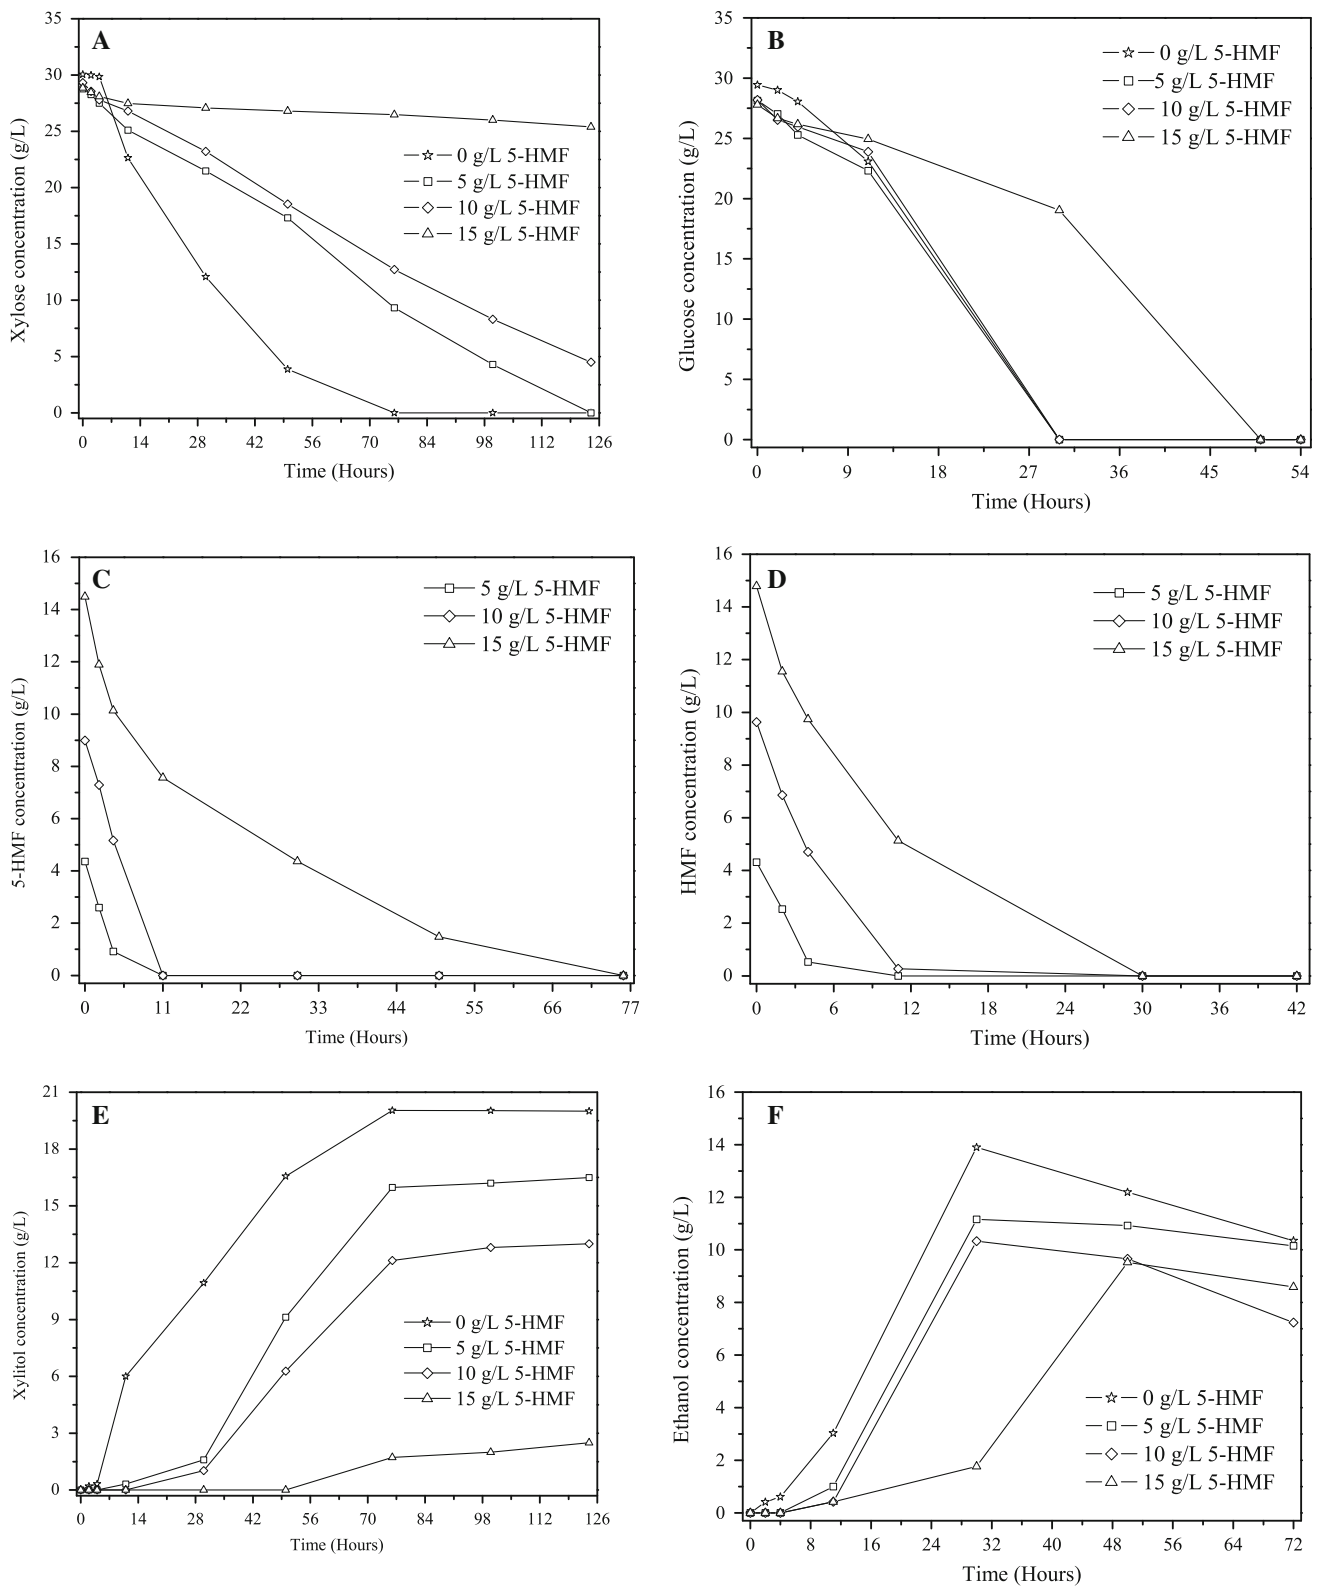 A
Xylose concentration (g/L)
35
30
25
20
15
10
5
0
0 g/L 5-HMF
5 g/L 5-HMF
10 g/L 5-HMF
15 g/L 5-HMF
0 14 28 42 56 70 84 98 112 126
Time (Hours)
B
Glucose concentration (g/L)
35
30
25
20
15
10
5
0
0 g/L 5-HMF
5 g/L 5-HMF
10 g/L 5-HMF
15 g/L 5-HMF
0 9 18 27 36 45 54
Time (Hours)
C
5-HMF concentration (g/L)
16
14
12
10
8
6
4
2
0
5 g/L 5-HMF
10 g/L 5-HMF
15 g/L 5-HMF
0 11 22 33 44 55 66 77
Time (Hours)
D
HMF concentration (g/L)
16
14
12
10
8
6
4
2
0
5 g/L 5-HMF
10 g/L 5-HMF
15 g/L 5-HMF
0 6 12 18 24 30 36 42
Time (Hours)
E
Xylitol concentration (g/L)
21
18
15
12
9
6
3
0
0 g/L 5-HMF
5 g/L 5-HMF
10 g/L 5-HMF
15 g/L 5-HMF
0 14 28 42 56 70 84 98 112 126
Time (Hours)
F
Ethanol concentration (g/L)
16
14
12
10
8
6
4
2
0
0 g/L 5-HMF
5 g/L 5-HMF
10 g/L 5-HMF
15 g/L 5-HMF
0 8 16 24 32 40 48 56 64 72
Time (Hours)